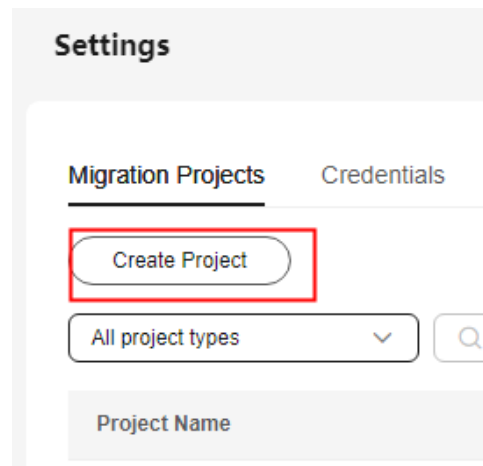 Settings
Migration Projects Credentials
Create Project
All project types
Project Name